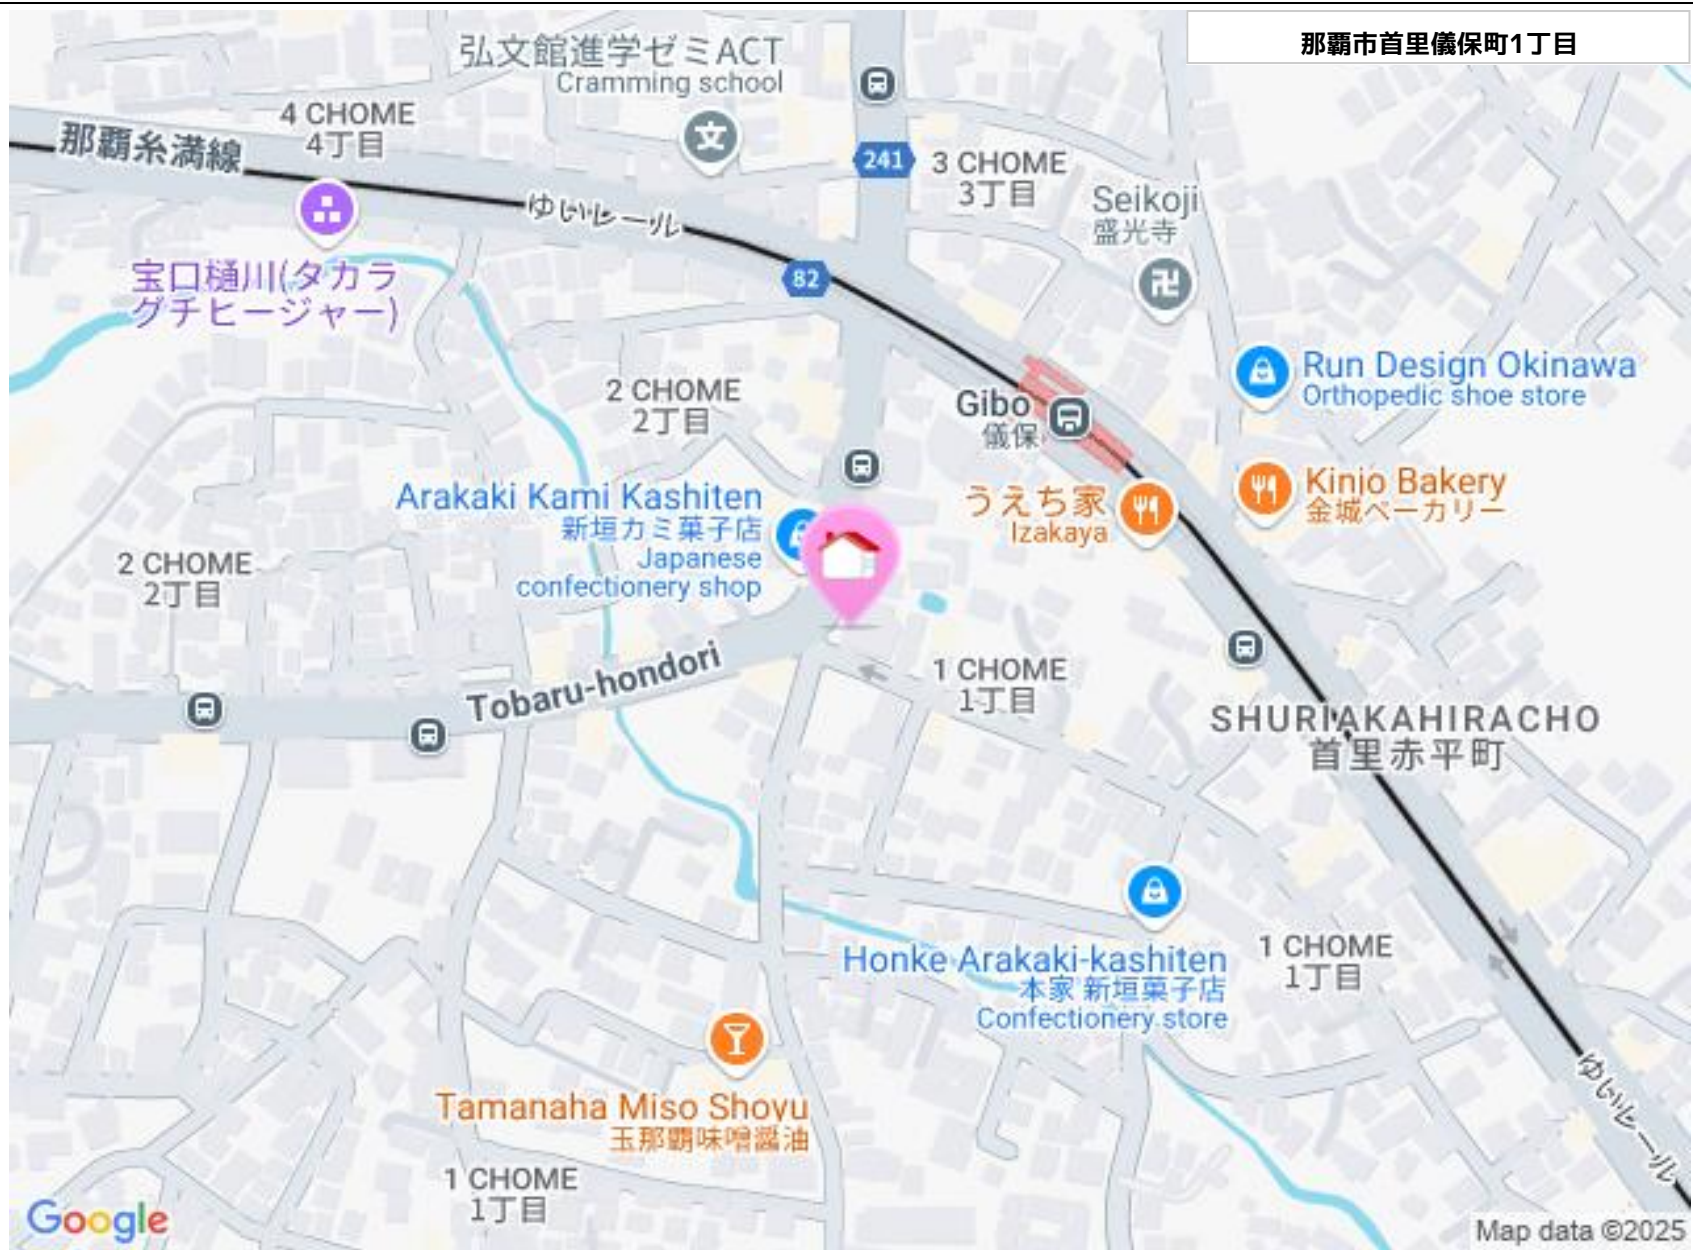 那覇市首里儀保町1丁目
弘文館進学ゼミACT
Cramming school
文
4 CHOME
4丁目
那覇糸満線
ゆいレール
241
3 CHOME
3丁目
Seikoji
盛光寺
卍
宝口樋川(タカラ
グチヒージャー)
82
Run Design Okinawa
Orthopedic shoe store
2 CHOME
2丁目
Gibo
儀保
Arakaki Kami Kashiten
新垣カミ菓子店
Japanese
confectionery shop
うえち家
Izakaya
Kinjo Bakery
金城ベーカリー
2 CHOME
2丁目
Tobaru-hondori
1 CHOME
1丁目
SHURIAKAHIRACHO
首里赤平町
Honke Arakaki-kashiten
本家 新垣菓子店
Confectionery store
1 CHOME
1丁目
Tamanaha Miso Shoyu
玉那覇味噌醤油
ゆいレール
1 CHOME
1丁目
Google
Map data ©2025